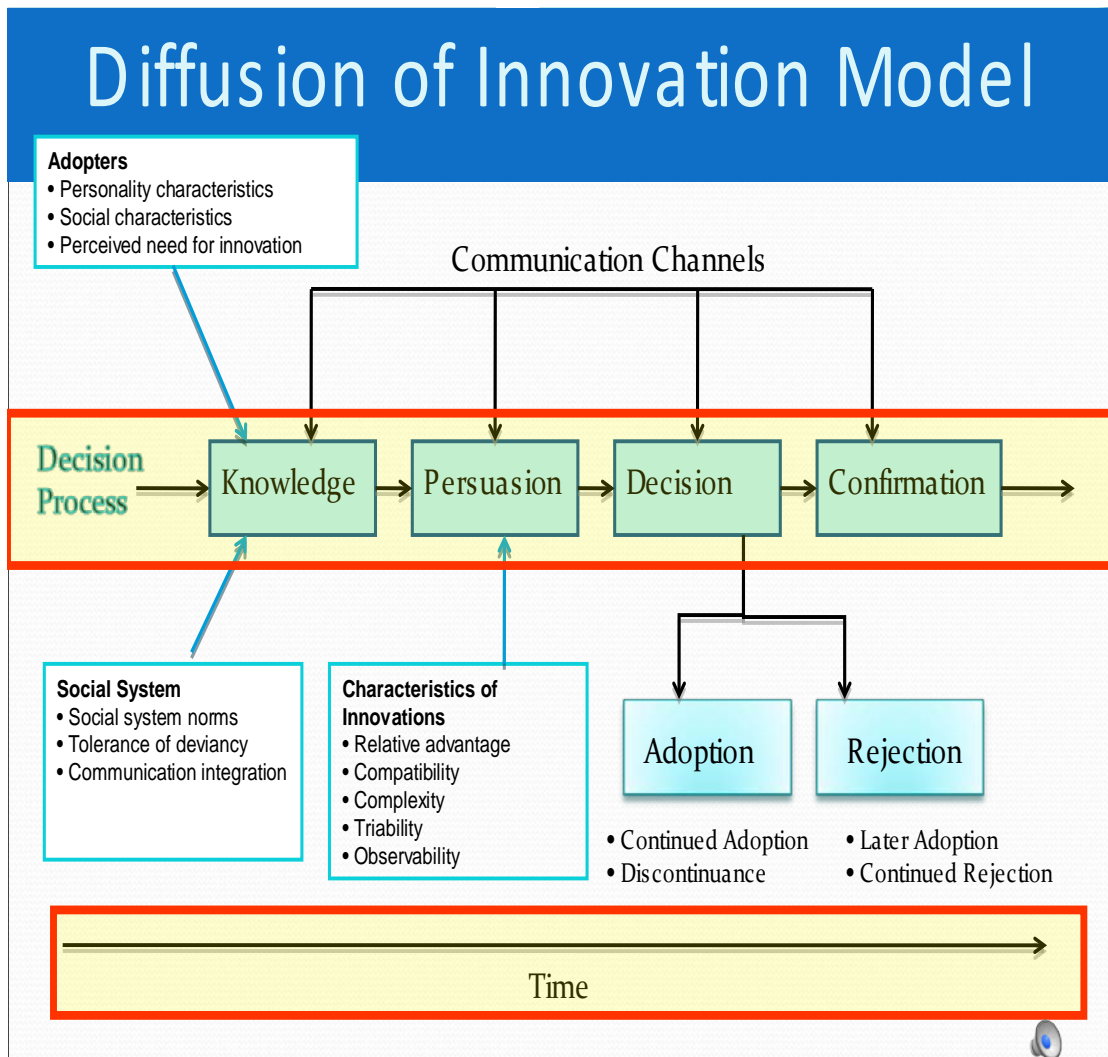 Diffusion of Innovation Model
Adopters
• Personality characteristics
• Social characteristics
• Perceived need for innovation
Communication Channels
Decision
Process
Knowledge
Persuasion
Decision
Confirmation
Social System
• Social system norms
• Tolerance of deviancy
• Communication integration
Characteristics of
Innovations
• Relative advantage
• Compatibility
• Complexity
• Triability
• Observability
Adoption
Rejection
• Continued Adoption
• Discontinuance
• Later Adoption
• Continued Rejection
Time